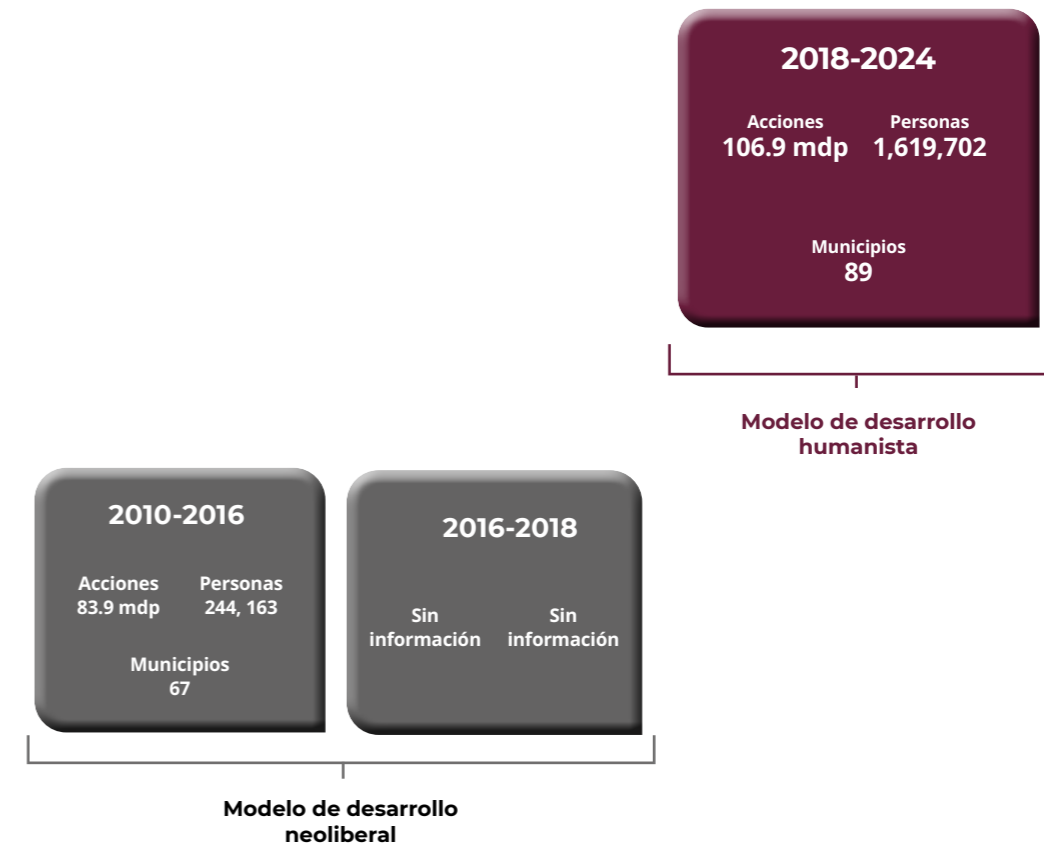 2018-2024
Acciones Personas
106.9 mdp 1,619,702
Municipios
89
Modelo de desarrollo
humanista
2010-2016
Acciones Personas
83.9 mdp 244, 163
Municipios
67
2016-2018
Sin Sin
información información
Modelo de desarrollo
neoliberal